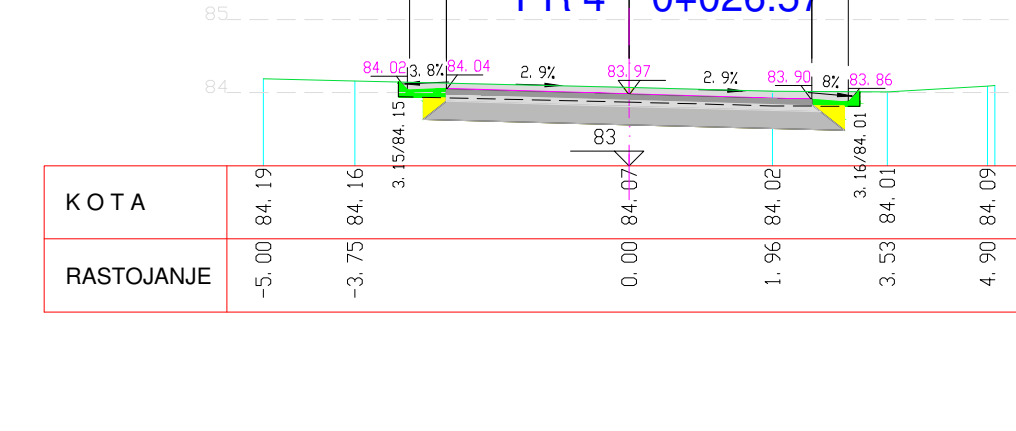 85
PR 4 0+026.37
84.02 3.8% 84.04 2.9% 83.97 2.9% 83.90 8% 83.86
84
3.15/84.15
83
3.16/84.01
KOTA 84.19 84.16 84.07 84.02 84.01 84.09
RASTOJANJE -5.00 -3.75 0.00 1.96 3.53 4.90